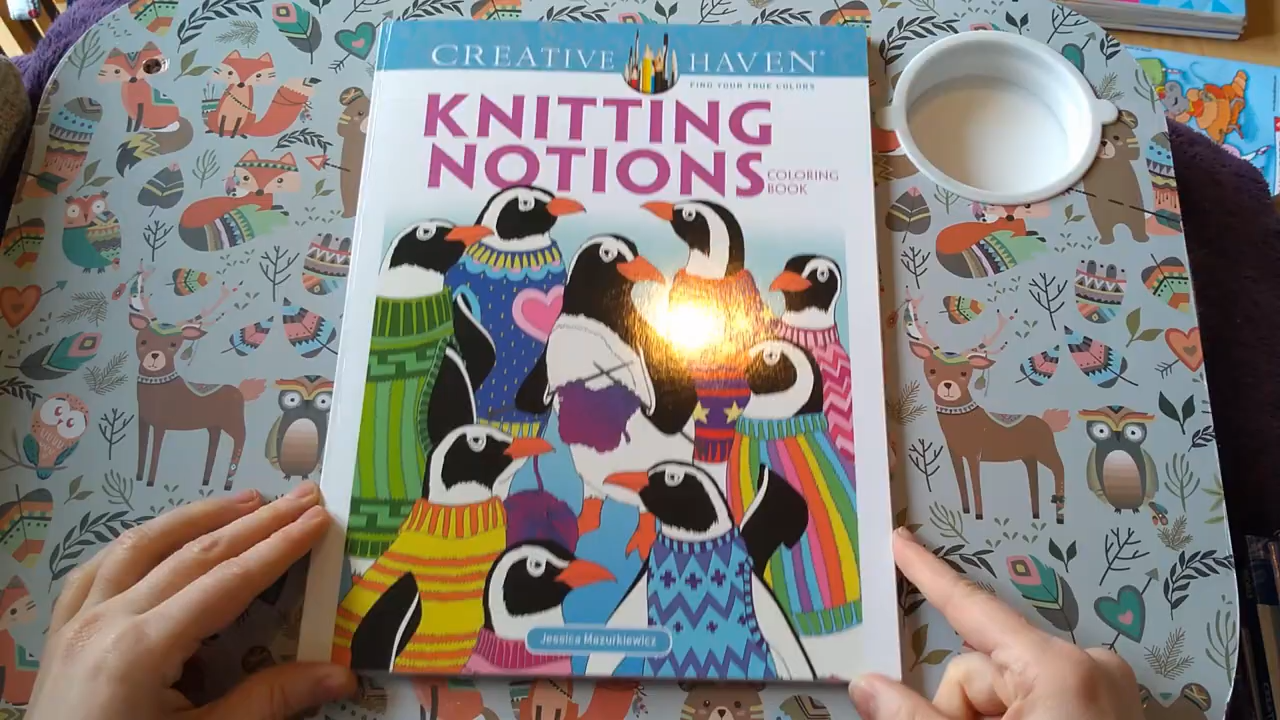 CREATIVE HAVEN®
FIND YOUR TRUE COLORS
KNITTING
NOTIONS
COLORING
BOOK
Jessica Mazurkiewicz